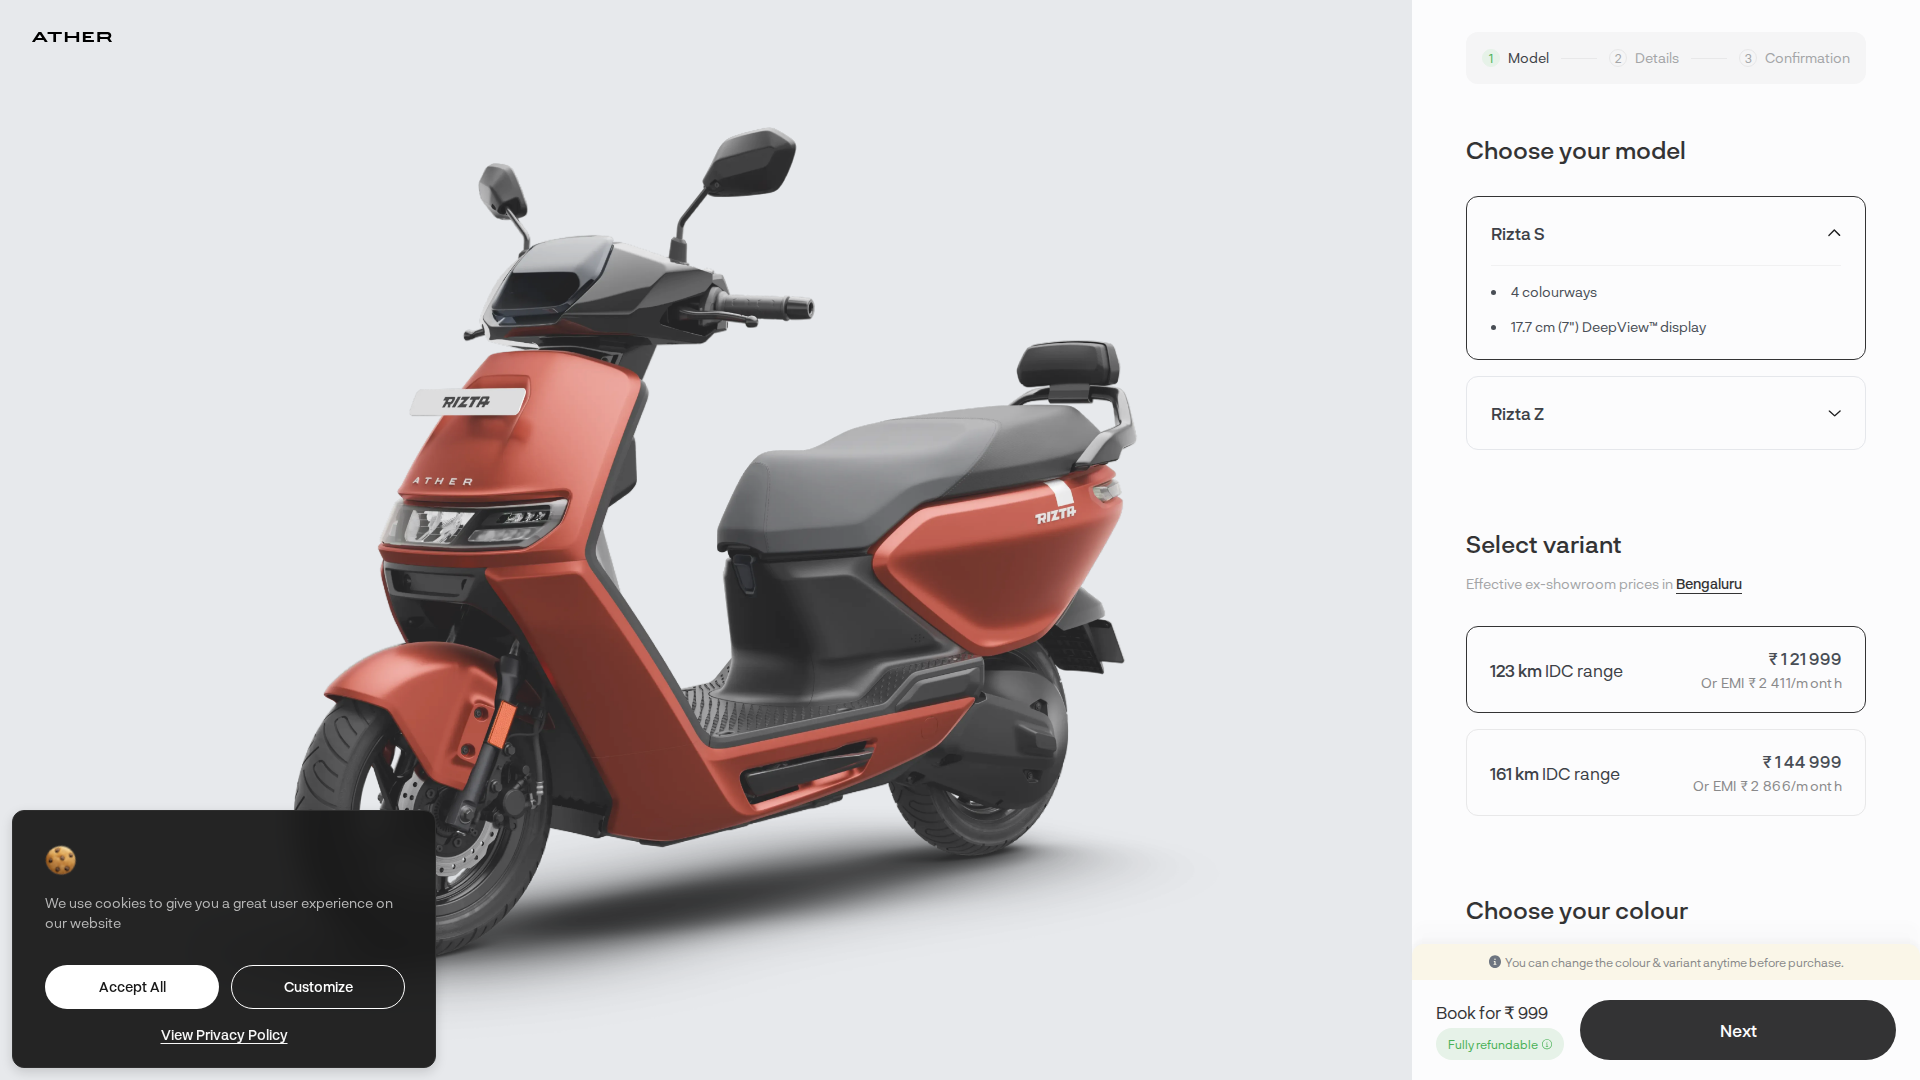 ATHER
1 Model
2 Details
3 Confirmation
Choose your model
Rizta S
• 4 colourways
• 17.7 cm (7") DeepView™ display
Rizta Z
Select variant
Effective ex-showroom prices in Bengaluru
123 km IDC range
₹ 121 999
Or EMI ₹ 2 411/month
161 km IDC range
₹ 144 999
Or EMI ₹ 2 866/month
Choose your colour
You can change the colour & variant anytime before purchase.
Book for ₹ 999
Fully refundable
Next
RIZTA
ATHER
RIZTA
We use cookies to give you a great user experience on
our website
Accept All
Customize
View Privacy Policy